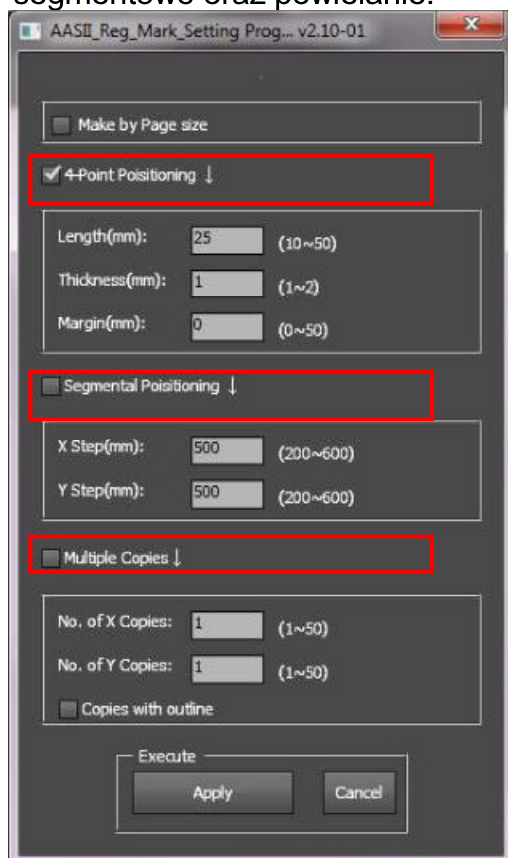 segmentowe oraz powielanie.
AASII_Reg_Mark_Setting Prog... v2.10-01
Make by Page size
4-Point Poisitioning ↓
Length(mm): 25 (10~50)
Thickness(mm): 1 (1~2)
Margin(mm): 0 (0~50)
Segmental Poisitioning ↓
X Step(mm): 500 (200~600)
Y Step(mm): 500 (200~600)
Multiple Copies ↓
No. of X Copies: 1 (1~50)
No. of Y Copies: 1 (1~50)
Copies with outline
Execute
Apply Cancel